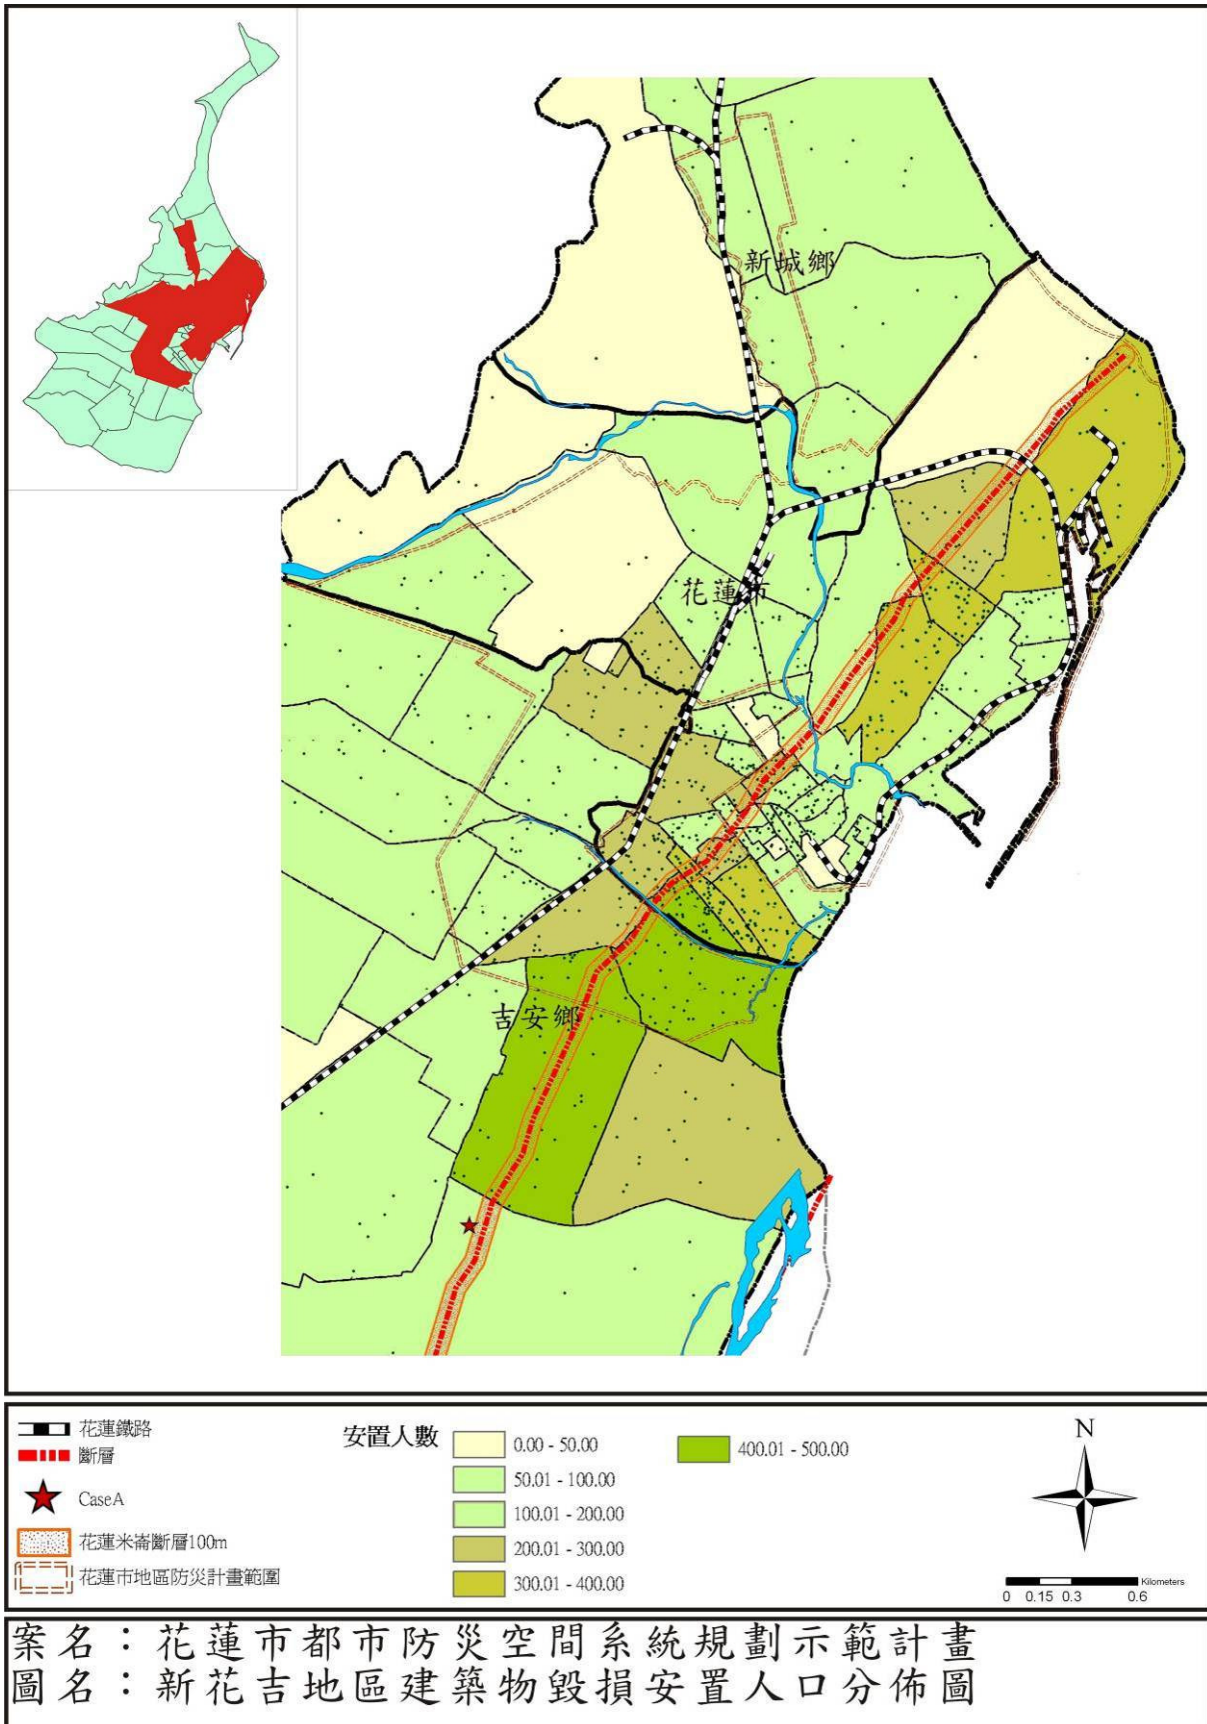 新城鄉
花蓮市
吉安鄉
花蓮鐵路
斷層
CaseA
花蓮米崙斷層100m
花蓮市地區防災計畫範圍
安置人數
0.00 - 50.00
50.01 - 100.00
100.01 - 200.00
200.01 - 300.00
300.01 - 400.00
400.01 - 500.00
N
Kilometers
0 0.15 0.3 0.6
案名：花蓮市都市防災空間系統規劃示範計畫
圖名：新花吉地區建築物毀損安置人口分佈圖